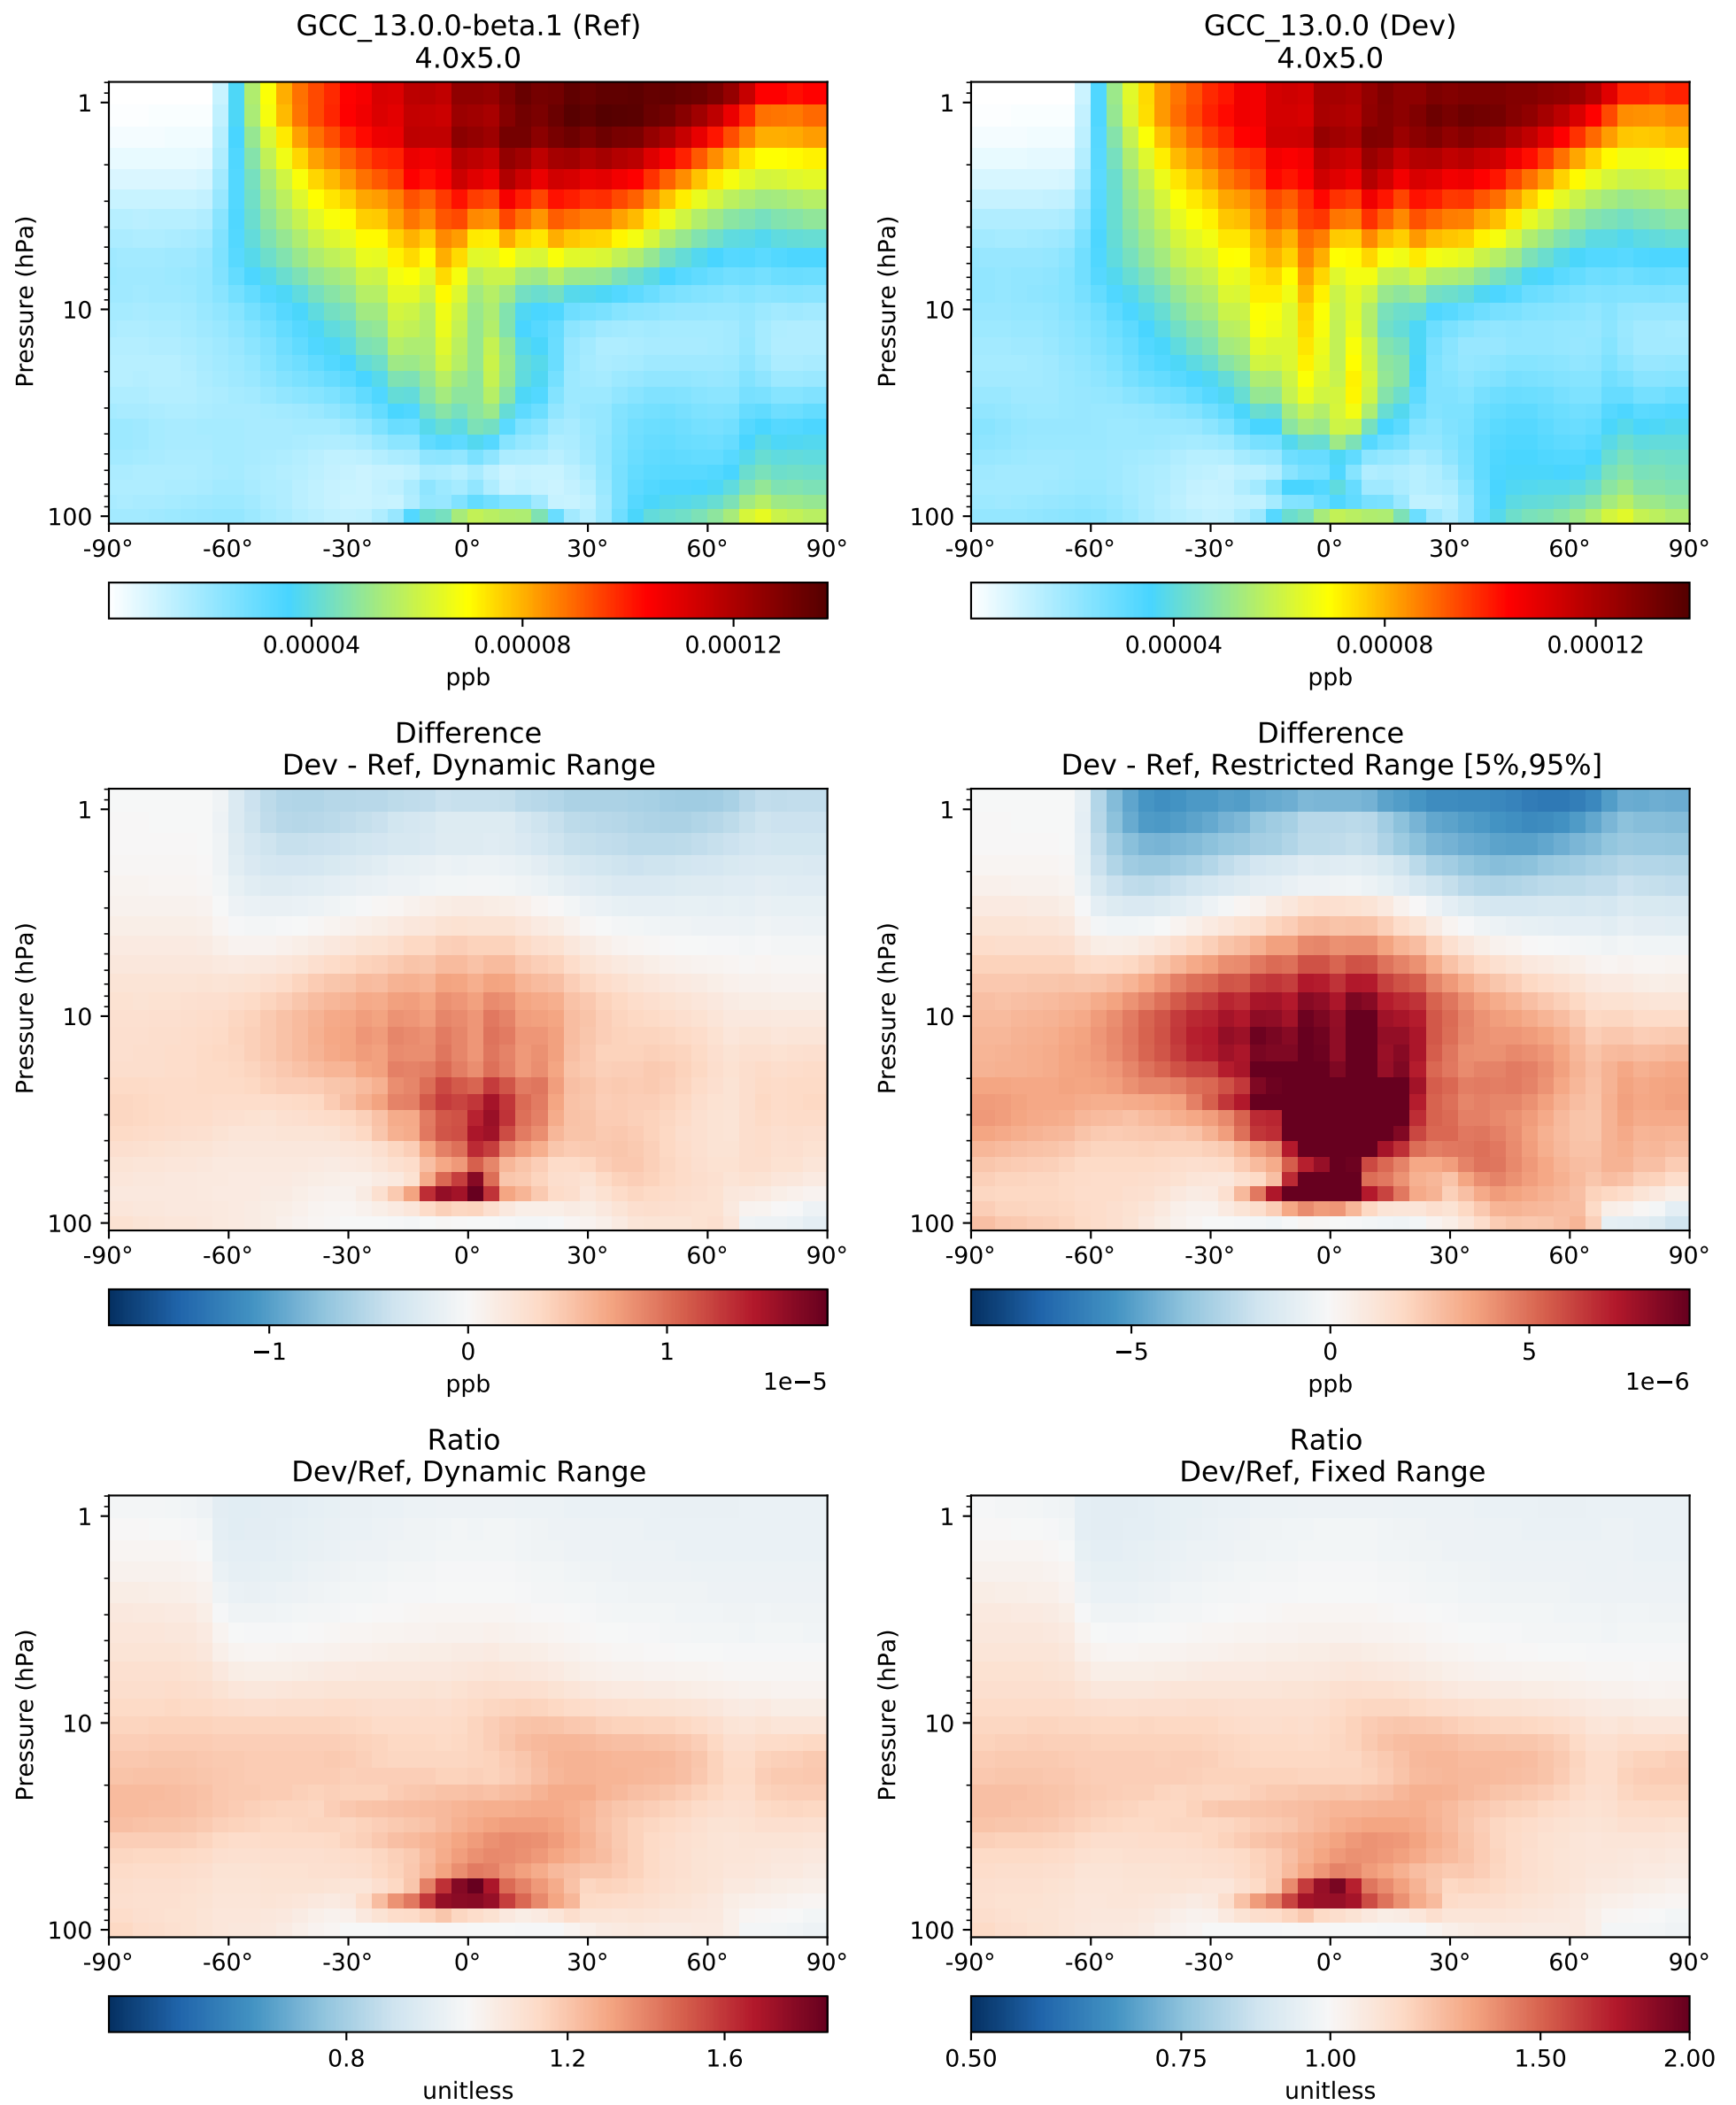 GCC_13.0.0-beta.1 (Ref)
4.0x5.0
Pressure (hPa)
1
10
100
-90° -60° -30° 0° 30° 60° 90°
0.00004 0.00008 0.00012
ppb
GCC_13.0.0 (Dev)
4.0x5.0
Pressure (hPa)
1
10
100
-90° -60° -30° 0° 30° 60° 90°
0.00004 0.00008 0.00012
ppb
Difference
Dev - Ref, Dynamic Range
Pressure (hPa)
1
10
100
-90° -60° -30° 0° 30° 60° 90°
−1 0 1
ppb 1e−5
Difference
Dev - Ref, Restricted Range [5%,95%]
Pressure (hPa)
1
10
100
-90° -60° -30° 0° 30° 60° 90°
−5 0 5
ppb 1e−6
Ratio
Dev/Ref, Dynamic Range
Pressure (hPa)
1
10
100
-90° -60° -30° 0° 30° 60° 90°
0.8 1.2 1.6
unitless
Ratio
Dev/Ref, Fixed Range
Pressure (hPa)
1
10
100
-90° -60° -30° 0° 30° 60° 90°
0.50 0.75 1.00 1.50 2.00
unitless